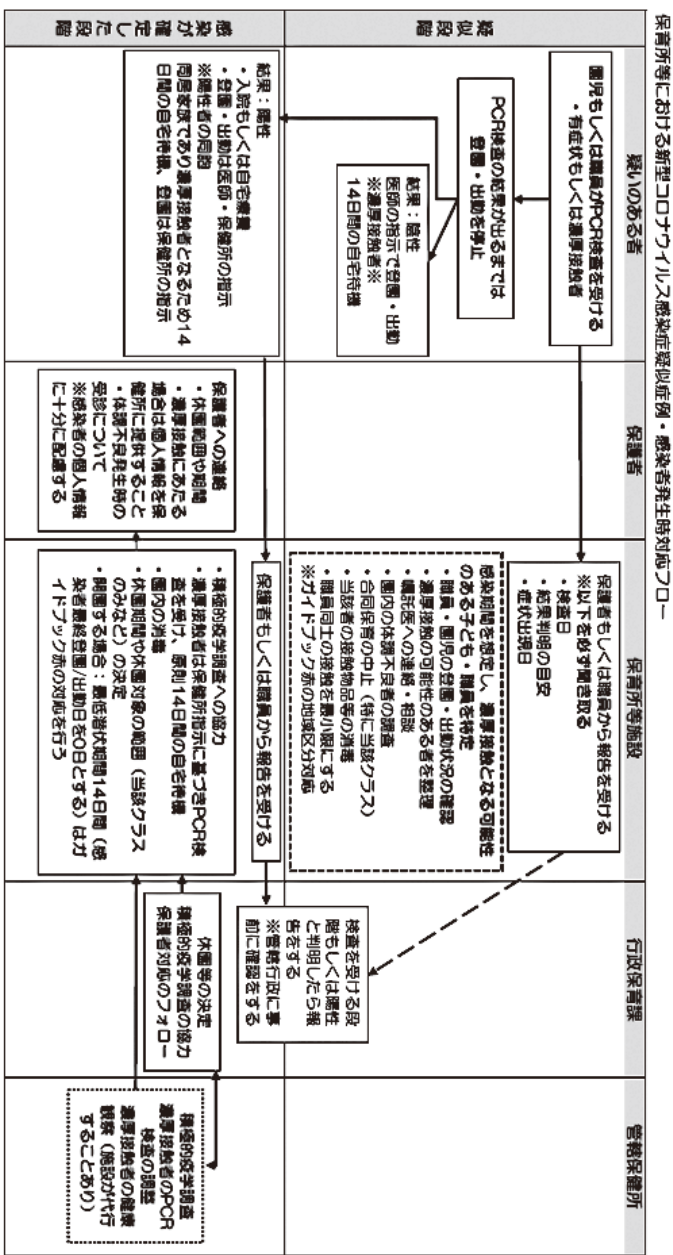 保育所等における新型コロナウイルス感染症疑似症例・感染者発生時対応フロー
疑いのある者
保護者
保育所等施設
行政保育課
管轄保健所
疑似段階
園児もしくは職員がPCR検査を受ける
・有症状もしくは濃厚接触者
PCR検査の結果が出るまでは
登園・出勤を停止
結果：陰性
医師の指示で登園・出勤
※濃厚接触者※
14日間の自宅待機
保護者もしくは職員から報告を受ける
※以下を必ず聞き取る
・検査日
・結果判明の目安
・症状出現日
感染期間を想定し、濃厚接触となる可能性
のある子ども・職員を特定
・職員・園児の登園・出勤状況の確認
・濃厚接触の可能性のある者を整理
・嘱託医への連絡・相談
・園内の体調不良者の調査
・合同保育の中止（特に当該クラス）
・当該者の接触物品等の消毒
・職員同士の接触を最小限にする
※ガイドブック赤の地域区分対応
検査を受ける段
階もしくは陽性
と判明したら報
告をする
※管轄行政に事
前に確認をする
感染が確定した段階
結果：陽性
・入院もしくは自宅療養
・登園・出勤は医師・保健所の指示
※陽性者の同胞
同居家族であり濃厚接触者となるため14
日間の自宅待機、登園は保健所の指示
保護者もしくは職員から報告を受ける
保護者への連絡
・休園範囲や期間
・濃厚接触にあたる
場合は個人情報を保
健所に提供すること
・体調不良発生時の
受診について
※感染者の個人情報
に十分に配慮する
・積極的疫学調査への協力
・濃厚接触者は保健所指示に基づきPCR検
査を受け、原則14日間の自宅待機
・園内の消毒
・休園期間や休園対象の範囲（当該クラス
のみなど）の決定
・開園する場合：最低潜伏期間14日間（感
染者最終登園/出勤日を0日とする）はガ
イドブック赤の対応を行う
休園等の決定
積極的疫学調査の協力
保護者対応のフォロー
積極的疫学調査
濃厚接触者のPCR
検査の調整
濃厚接触者の健康
観察（施設が代行
することあり）